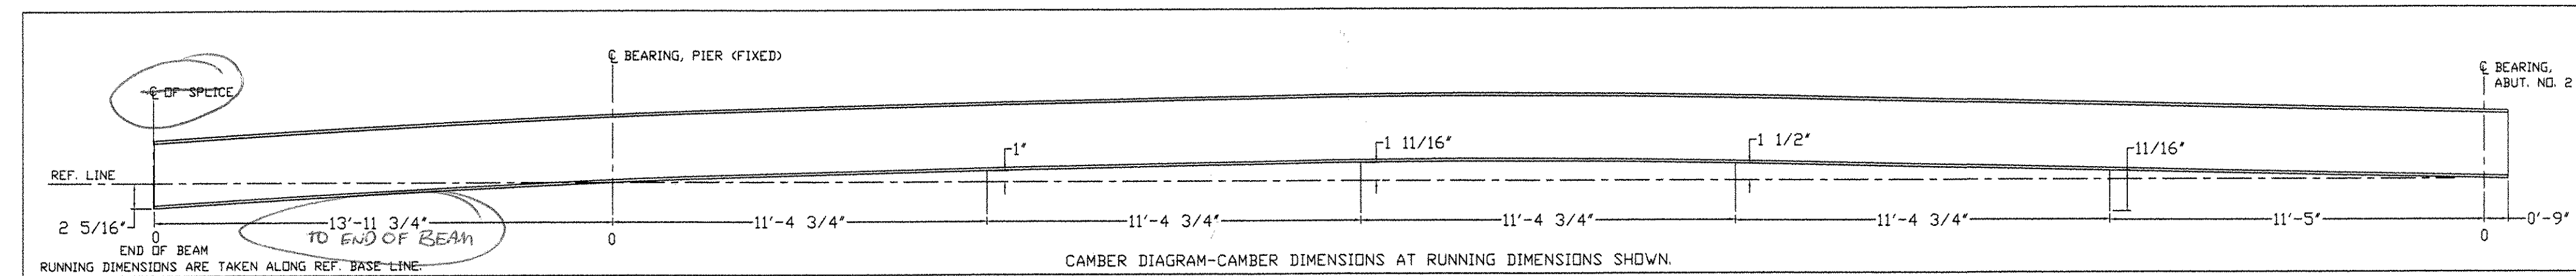 ℄ BEARING, PIER (FIXED)
℄ BEARING,
ABUT. NO. 2
℄ OF SPLICE
1"
1 11/16"
1 1/2"
11/16"
REF. LINE
2 5/16"
13'-11 3/4"
11'-4 3/4"
11'-4 3/4"
11'-4 3/4"
11'-4 3/4"
11'-5"
0'-9"
TO END OF BEAM
0
0
0
END OF BEAM
RUNNING DIMENSIONS ARE TAKEN ALONG REF. BASE LINE.
CAMBER DIAGRAM-CAMBER DIMENSIONS AT RUNNING DIMENSIONS SHOWN.